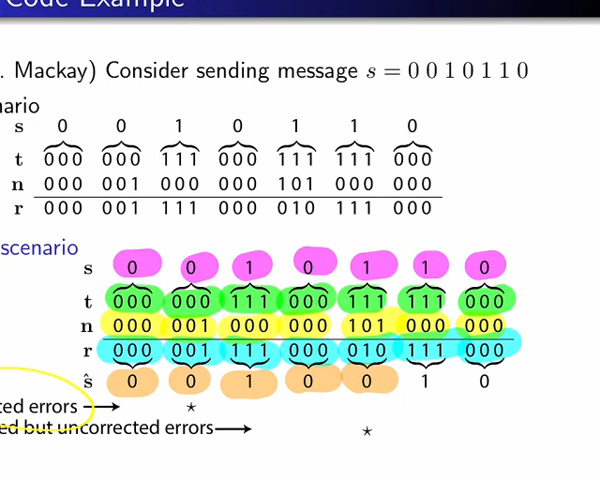 Code Example
. Mackay) Consider sending message s = 0 0 1 0 1 1 0
nario
s 0 0 1 0 1 1 0
t 000 000 111 000 111 111 000
n 000 001 000 000 101 000 000
r 000 001 111 000 010 111 000
scenario
s 0 0 1 0 1 1 0
t 000 000 111 000 111 111 000
n 000 001 000 000 101 000 000
r 000 001 111 000 010 111 000
ŝ 0 0 1 0 0 1 0
ted errors → ⋆
ed but uncorrected errors → ⋆